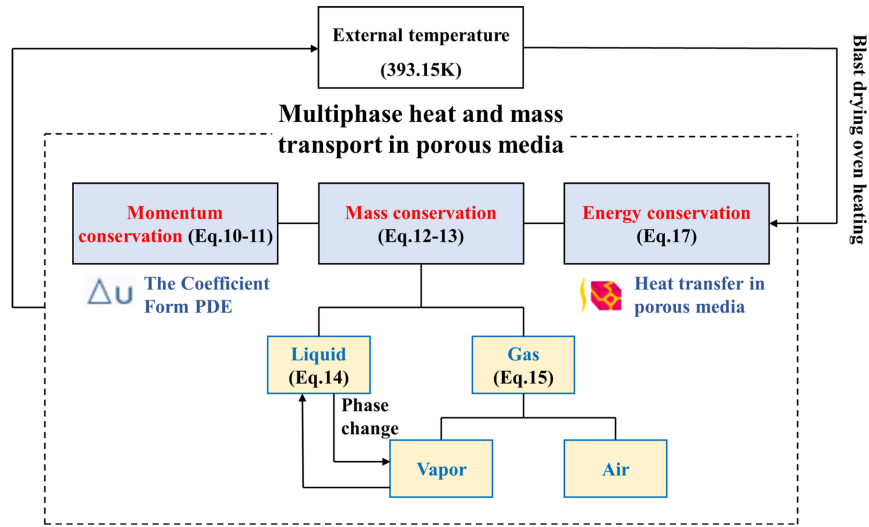 External temperature
(393.15K)
Blast drying oven heating
Multiphase heat and mass
transport in porous media
Momentum
conservation (Eq.10-11)
Mass conservation
(Eq.12-13)
Energy conservation
(Eq.17)
Δu
The Coefficient
Form PDE
Heat transfer in
porous media
Liquid
(Eq.14)
Gas
(Eq.15)
Phase
change
Vapor
Air